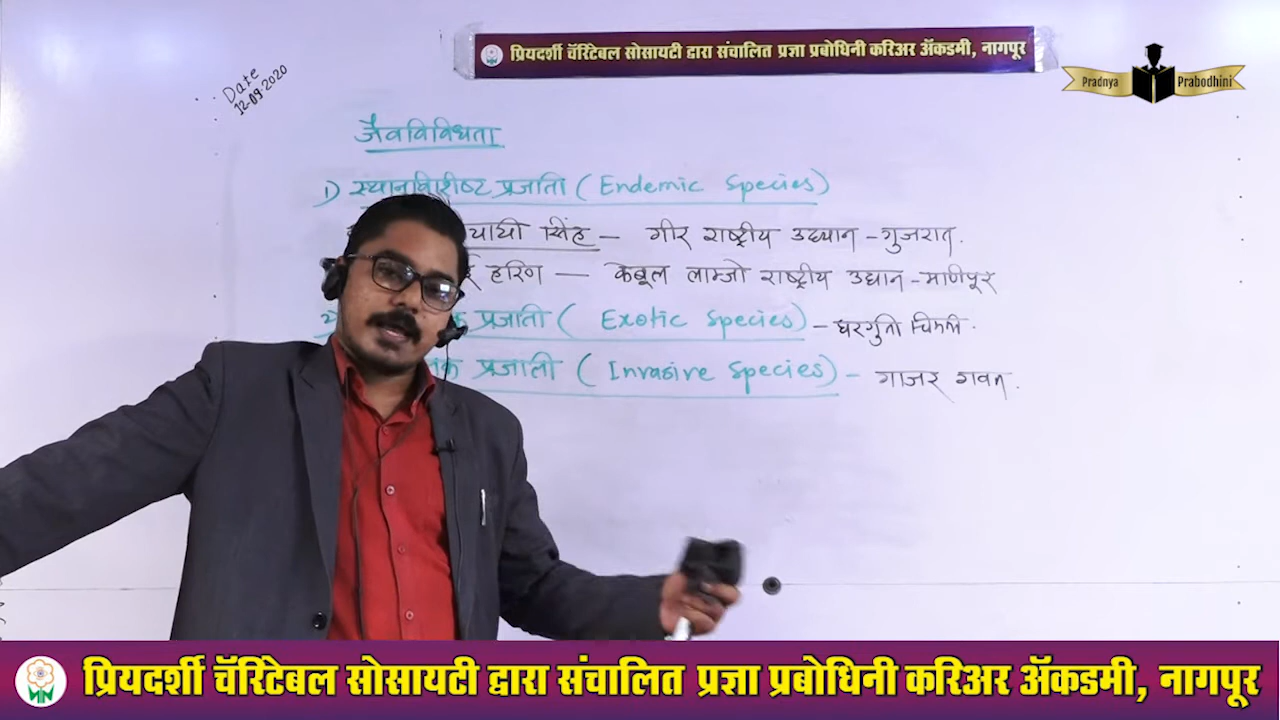 प्रियदर्शी चॅरिटेबल सोसायटी द्वारा संचालित प्रज्ञा प्रबोधिनी करिअर ॲकडमी, नागपूर
Pradnya Prabodhini
Date
12-09-2020
जैवविविधता
1) स्थानविशिष्ट प्रजाती ( Endemic Species)
सिंह – गीर राष्ट्रीय उद्यान - गुजरात.
हरिण — केबुल लाम्जो राष्ट्रीय उद्यान - मणिपूर
प्रजाती ( Exotic Species) – घरगुती चिमणी.
प्रजाती ( Invasive Species) – गाजर गवत.
प्रियदर्शी चॅरिटेबल सोसायटी द्वारा संचालित प्रज्ञा प्रबोधिनी करिअर ॲकडमी, नागपूर